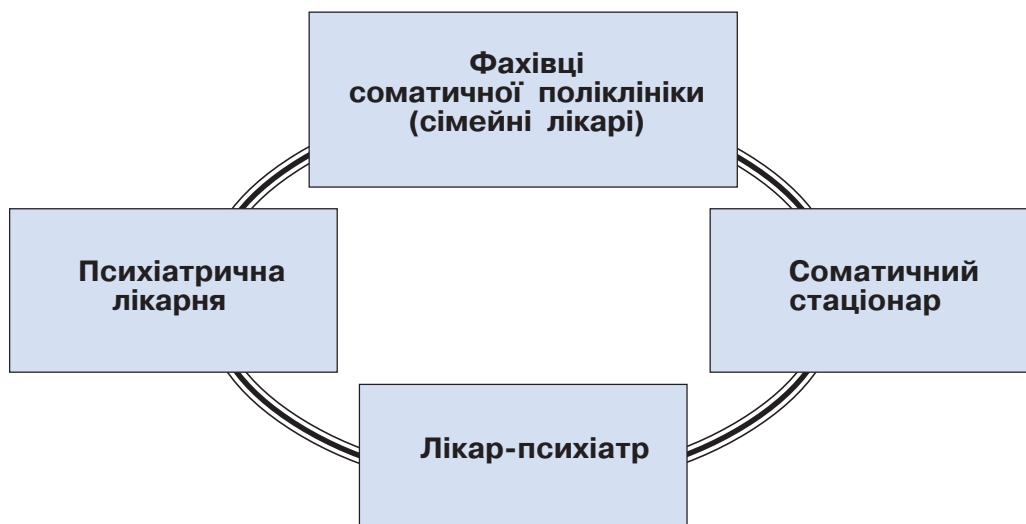 Фахівці
соматичної поліклініки
(сімейні лікарі)
Психіатрична
лікарня
Соматичний
стаціонар
Лікар-психіатр